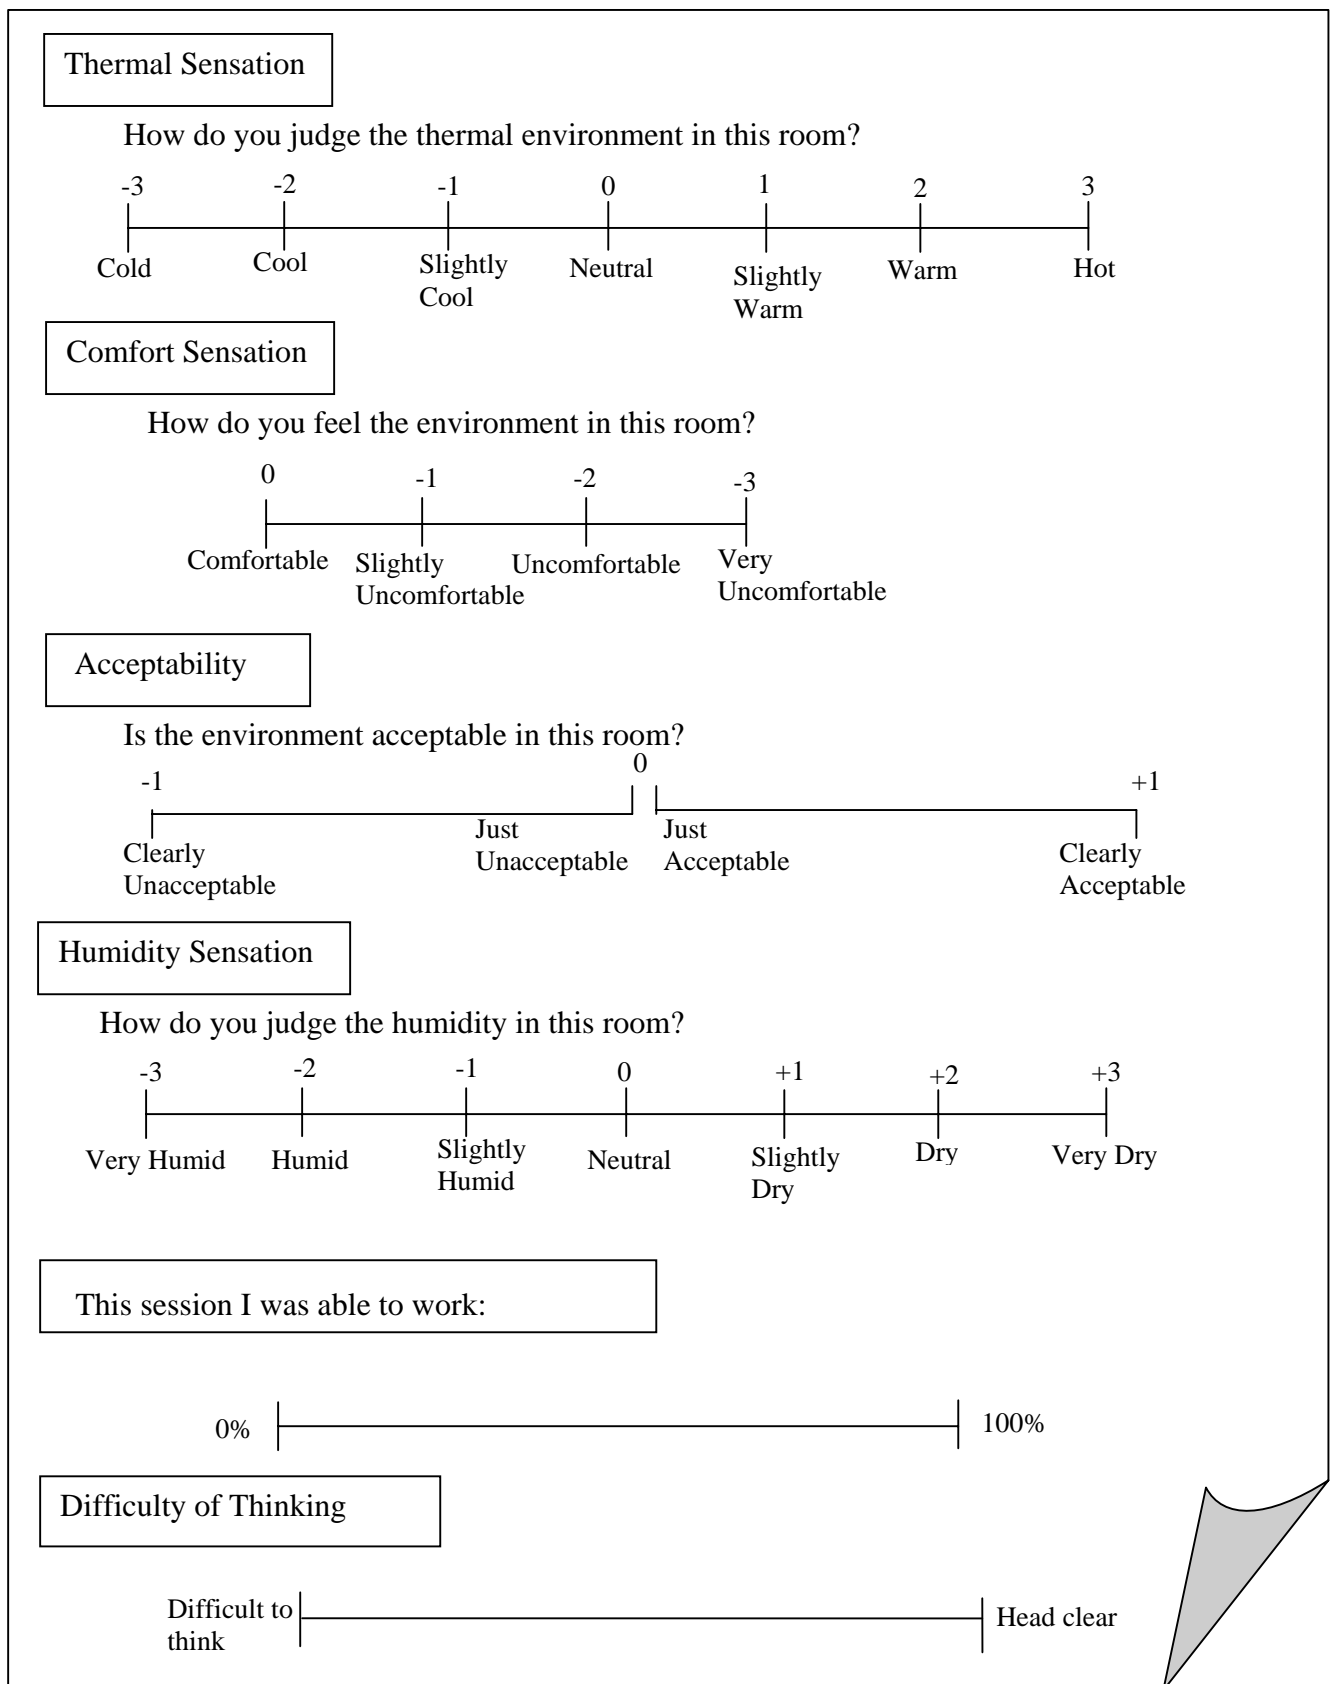 Thermal Sensation
How do you judge the thermal environment in this room?
-3 -2 -1 0 1 2 3
Cold Cool Slightly Neutral Slightly Warm Hot
Cool Warm
Comfort Sensation
How do you feel the environment in this room?
0 -1 -2 -3
Comfortable Slightly Uncomfortable Very
Uncomfortable Uncomfortable
Acceptability
Is the environment acceptable in this room?
-1 0 +1
Just Just
Clearly Unacceptable Acceptable Clearly
Unacceptable Acceptable
Humidity Sensation
How do you judge the humidity in this room?
-3 -2 -1 0 +1 +2 +3
Very Humid Humid Slightly Neutral Slightly Dry Very Dry
Humid Dry
This session I was able to work:
0% 100%
Difficulty of Thinking
Difficult to Head clear
think